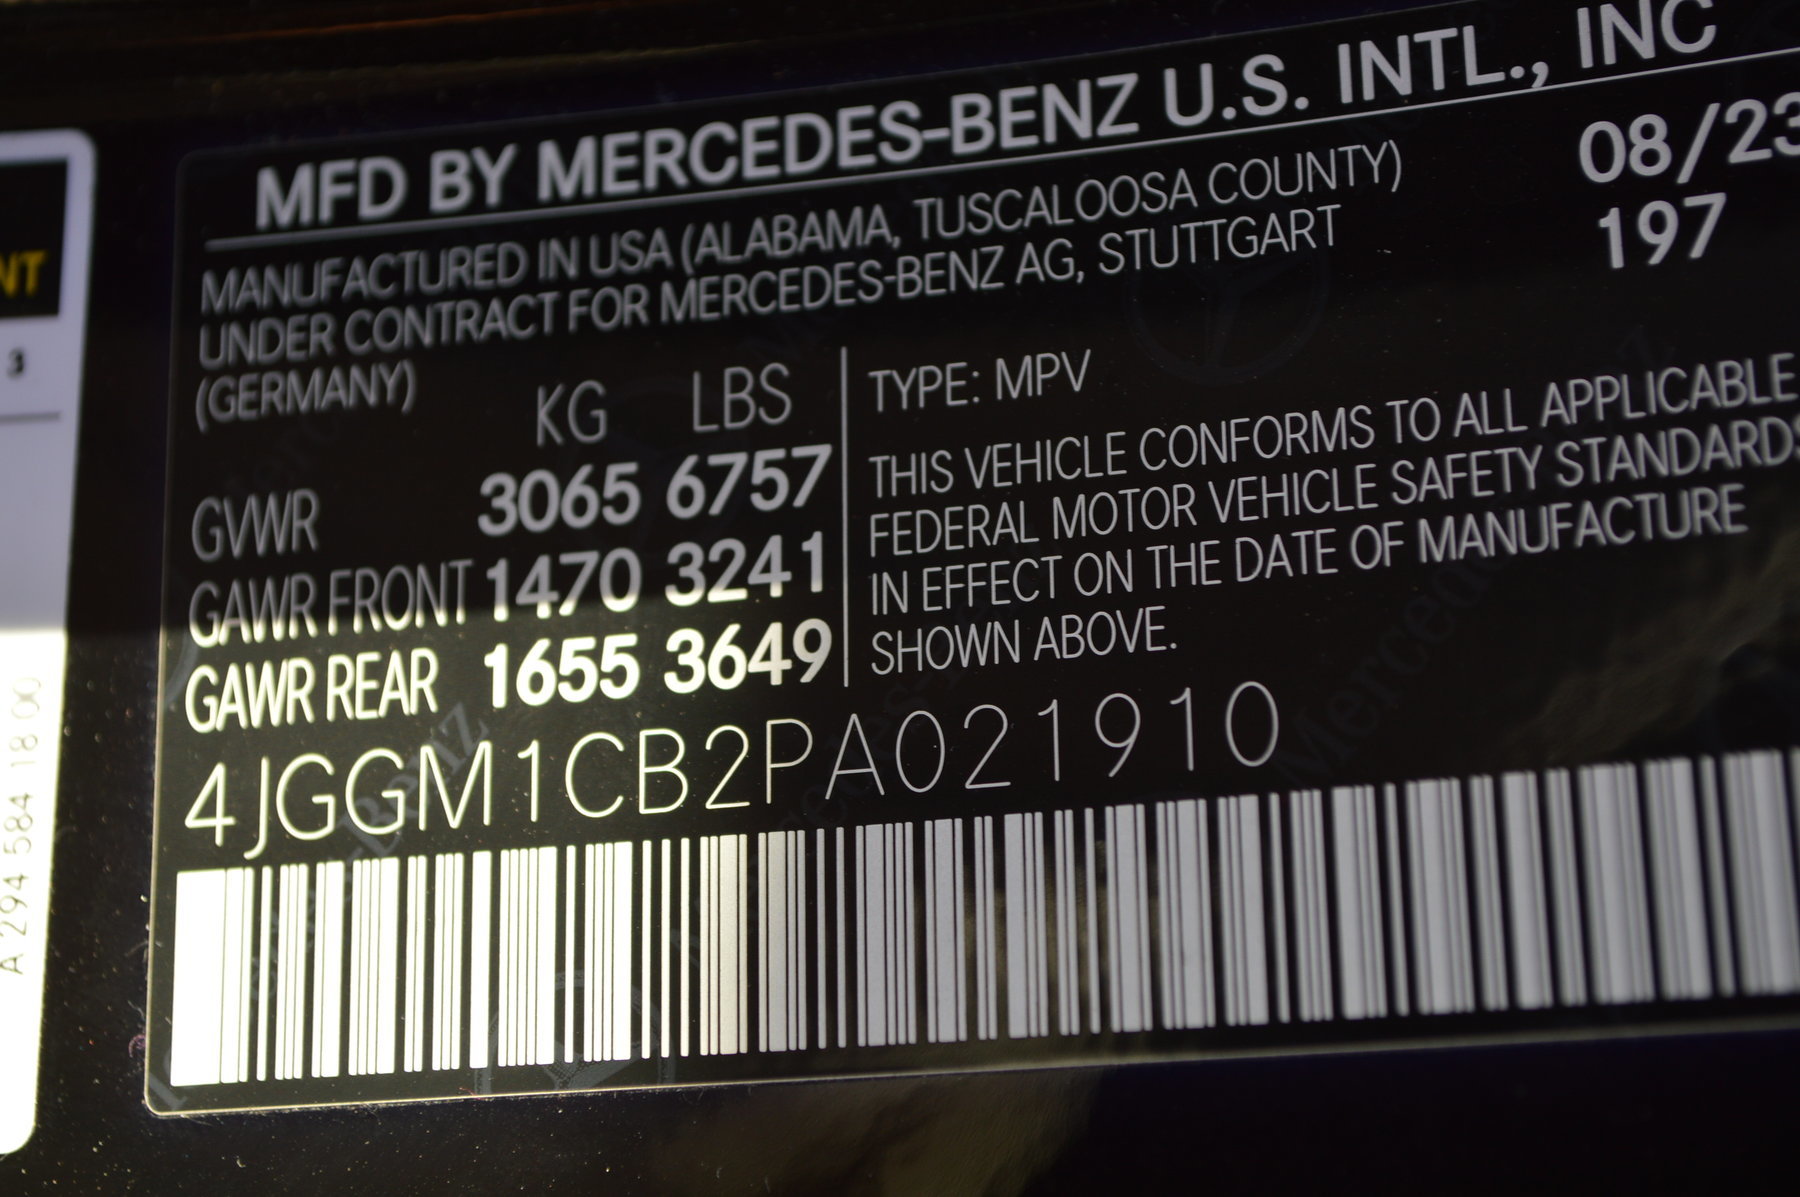 MFD BY MERCEDES-BENZ U.S. INTL., INC
08/23
MANUFACTURED IN USA (ALABAMA, TUSCALOOSA COUNTY)
197
UNDER CONTRACT FOR MERCEDES-BENZ AG, STUTTGART
(GERMANY)
KG LBS
GVWR 3065 6757
GAWR FRONT 1470 3241
GAWR REAR 1655 3649
TYPE: MPV
THIS VEHICLE CONFORMS TO ALL APPLICABLE
FEDERAL MOTOR VEHICLE SAFETY STANDARDS
IN EFFECT ON THE DATE OF MANUFACTURE
SHOWN ABOVE.
4JGGM1CB2PA021910
NT
3
A 294 584 18 00